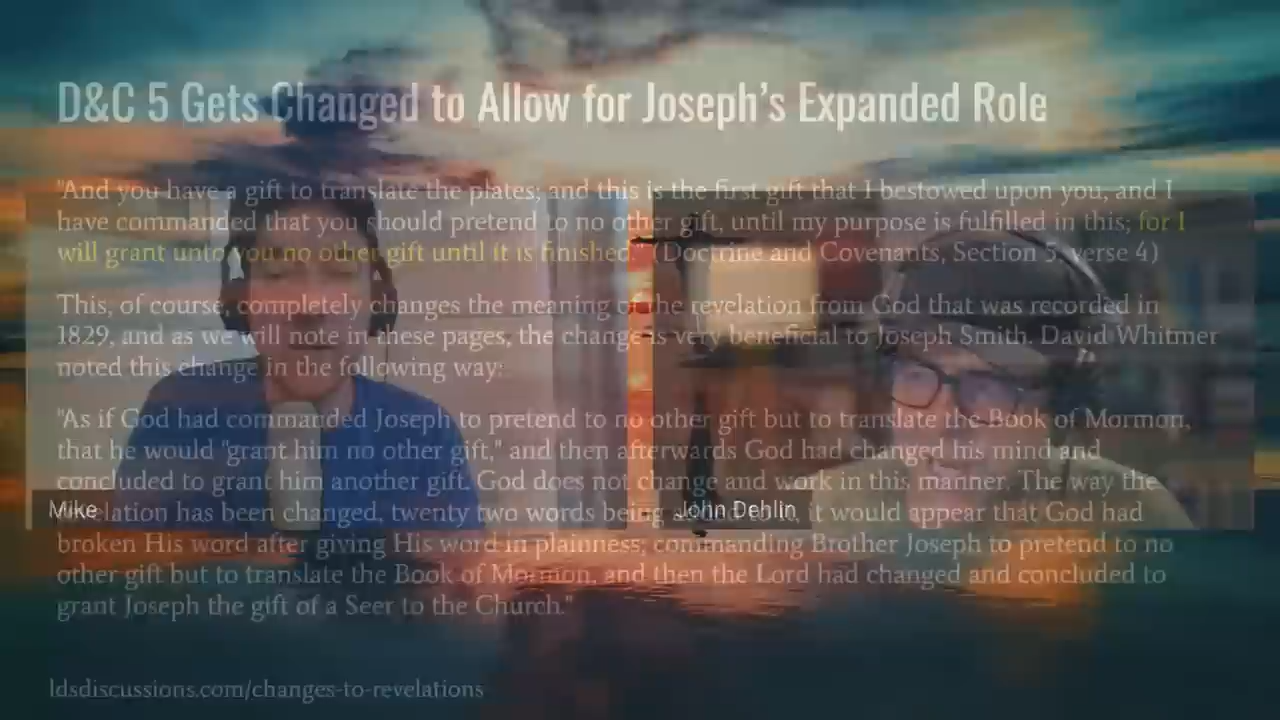 D&C 5 Gets Changed to Allow for Joseph's Expanded Role
"And you have a gift to translate the plates; and this is the first gift that I bestowed upon you, and I
have commanded that you should pretend to no other gift, until my purpose is fulfilled in this; for I
will grant unto you no other gift until it is finished." (Doctrine and Covenants, Section 5 verse 4)
This, of course completely changes the meaning of the revelation from God that was recorded in
1829, and as we will note in these pages, the change is very beneficial to Joseph Smith. David Whitmer
noted this change in the following way:
"As if God had commanded Joseph to pretend to no other gift but to translate the Book of Mormon,
that he would "grant him no other gift," and then afterwards God had changed his mind and
concluded to grant him another gift. God does not change and work in this manner. The way the
revelation has been changed, twenty two words being it, it would appear that God had
broken His word after giving His word in plainness; commanding Brother Joseph to pretend to no
other gift but to translate the Book of Mormon, and then the Lord had changed and concluded to
grant Joseph the gift of a Seer to the Church."
Mike
John Dehlin
ldsdiscussions.com/changes-to-revelations